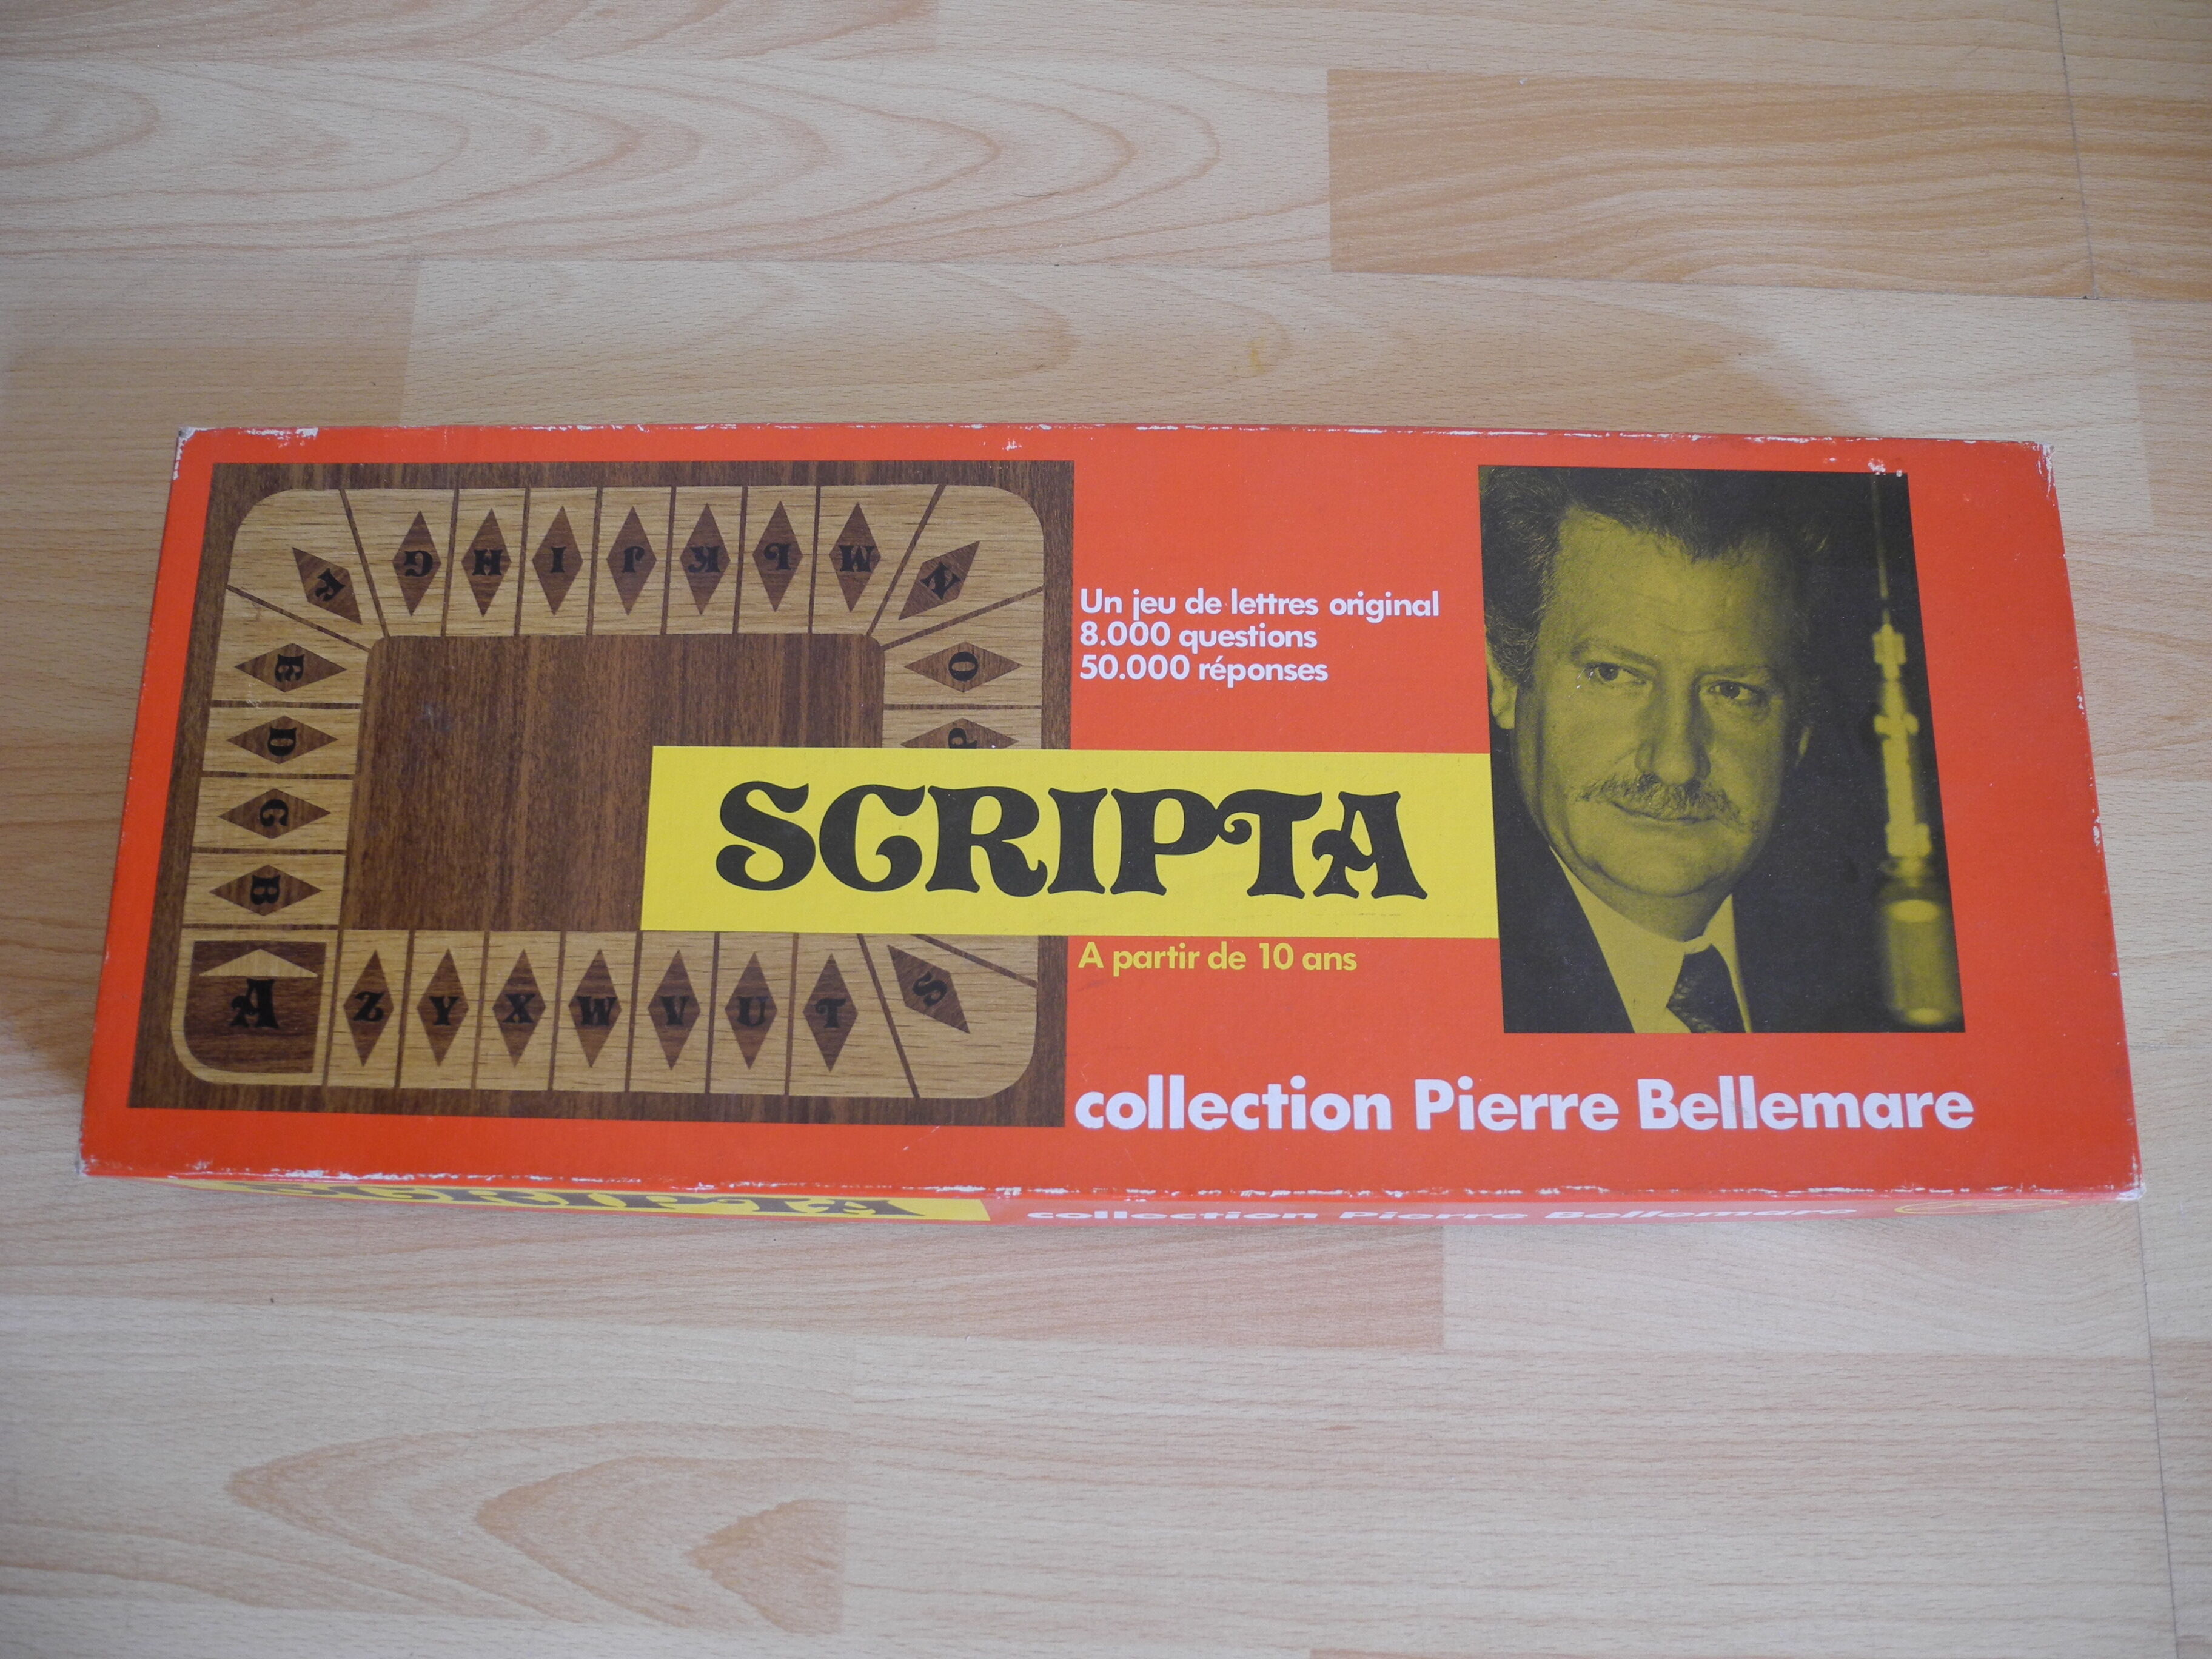 F G H I J K L M N
E
D
C
B
A
O
P
Z Y X W V U T S
Un jeu de lettres original
8.000 questions
50.000 réponses
SCRIPTA
A partir de 10 ans
collection Pierre Bellemare
SCRIPTA
collection Pierre Bellemare